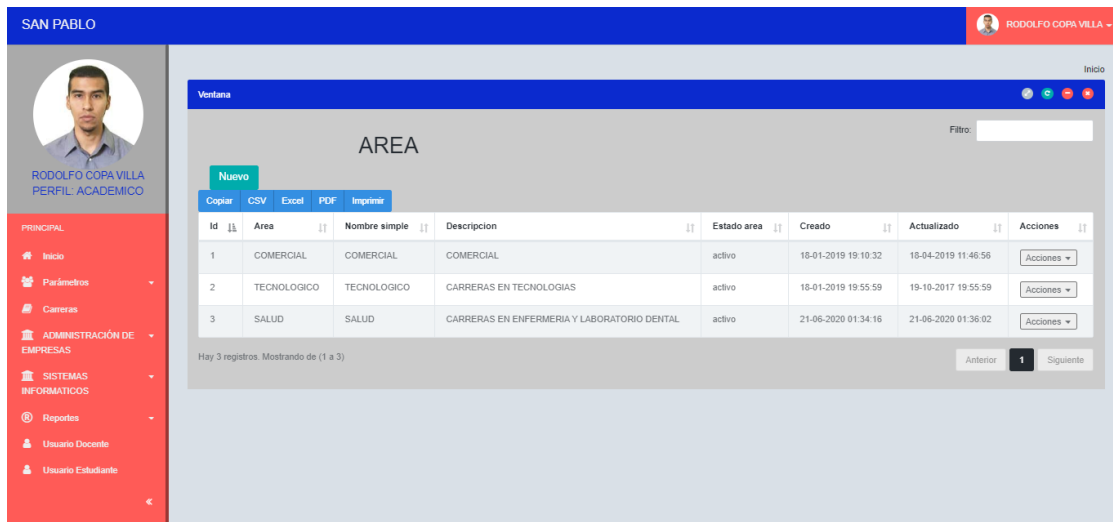 SAN PABLO
RODOLFO COPA VILLA
RODOLFO COPA VILLA
PERFIL: ACADEMICO
PRINCIPAL
Inicio
Parámetros
Carreras
ADMINISTRACIÓN DE
EMPRESAS
SISTEMAS
INFORMATICOS
Reportes
Usuario Docente
Usuario Estudiante
Inicio
Ventana
AREA
Filtro:
Nuevo
Copiar CSV Excel PDF Imprimir
Id Area Nombre simple Descripcion Estado area Creado Actualizado Acciones
1 COMERCIAL COMERCIAL COMERCIAL activo 18-01-2019 19:10:32 18-04-2019 11:46:56 Acciones
2 TECNOLOGICO TECNOLOGICO CARRERAS EN TECNOLOGIAS activo 18-01-2019 19:55:59 19-10-2017 19:55:59 Acciones
3 SALUD SALUD CARRERAS EN ENFERMERIA Y LABORATORIO DENTAL activo 21-06-2020 01:34:16 21-06-2020 01:36:02 Acciones
Hay 3 registros. Mostrando de (1 a 3)
Anterior 1 Siguiente